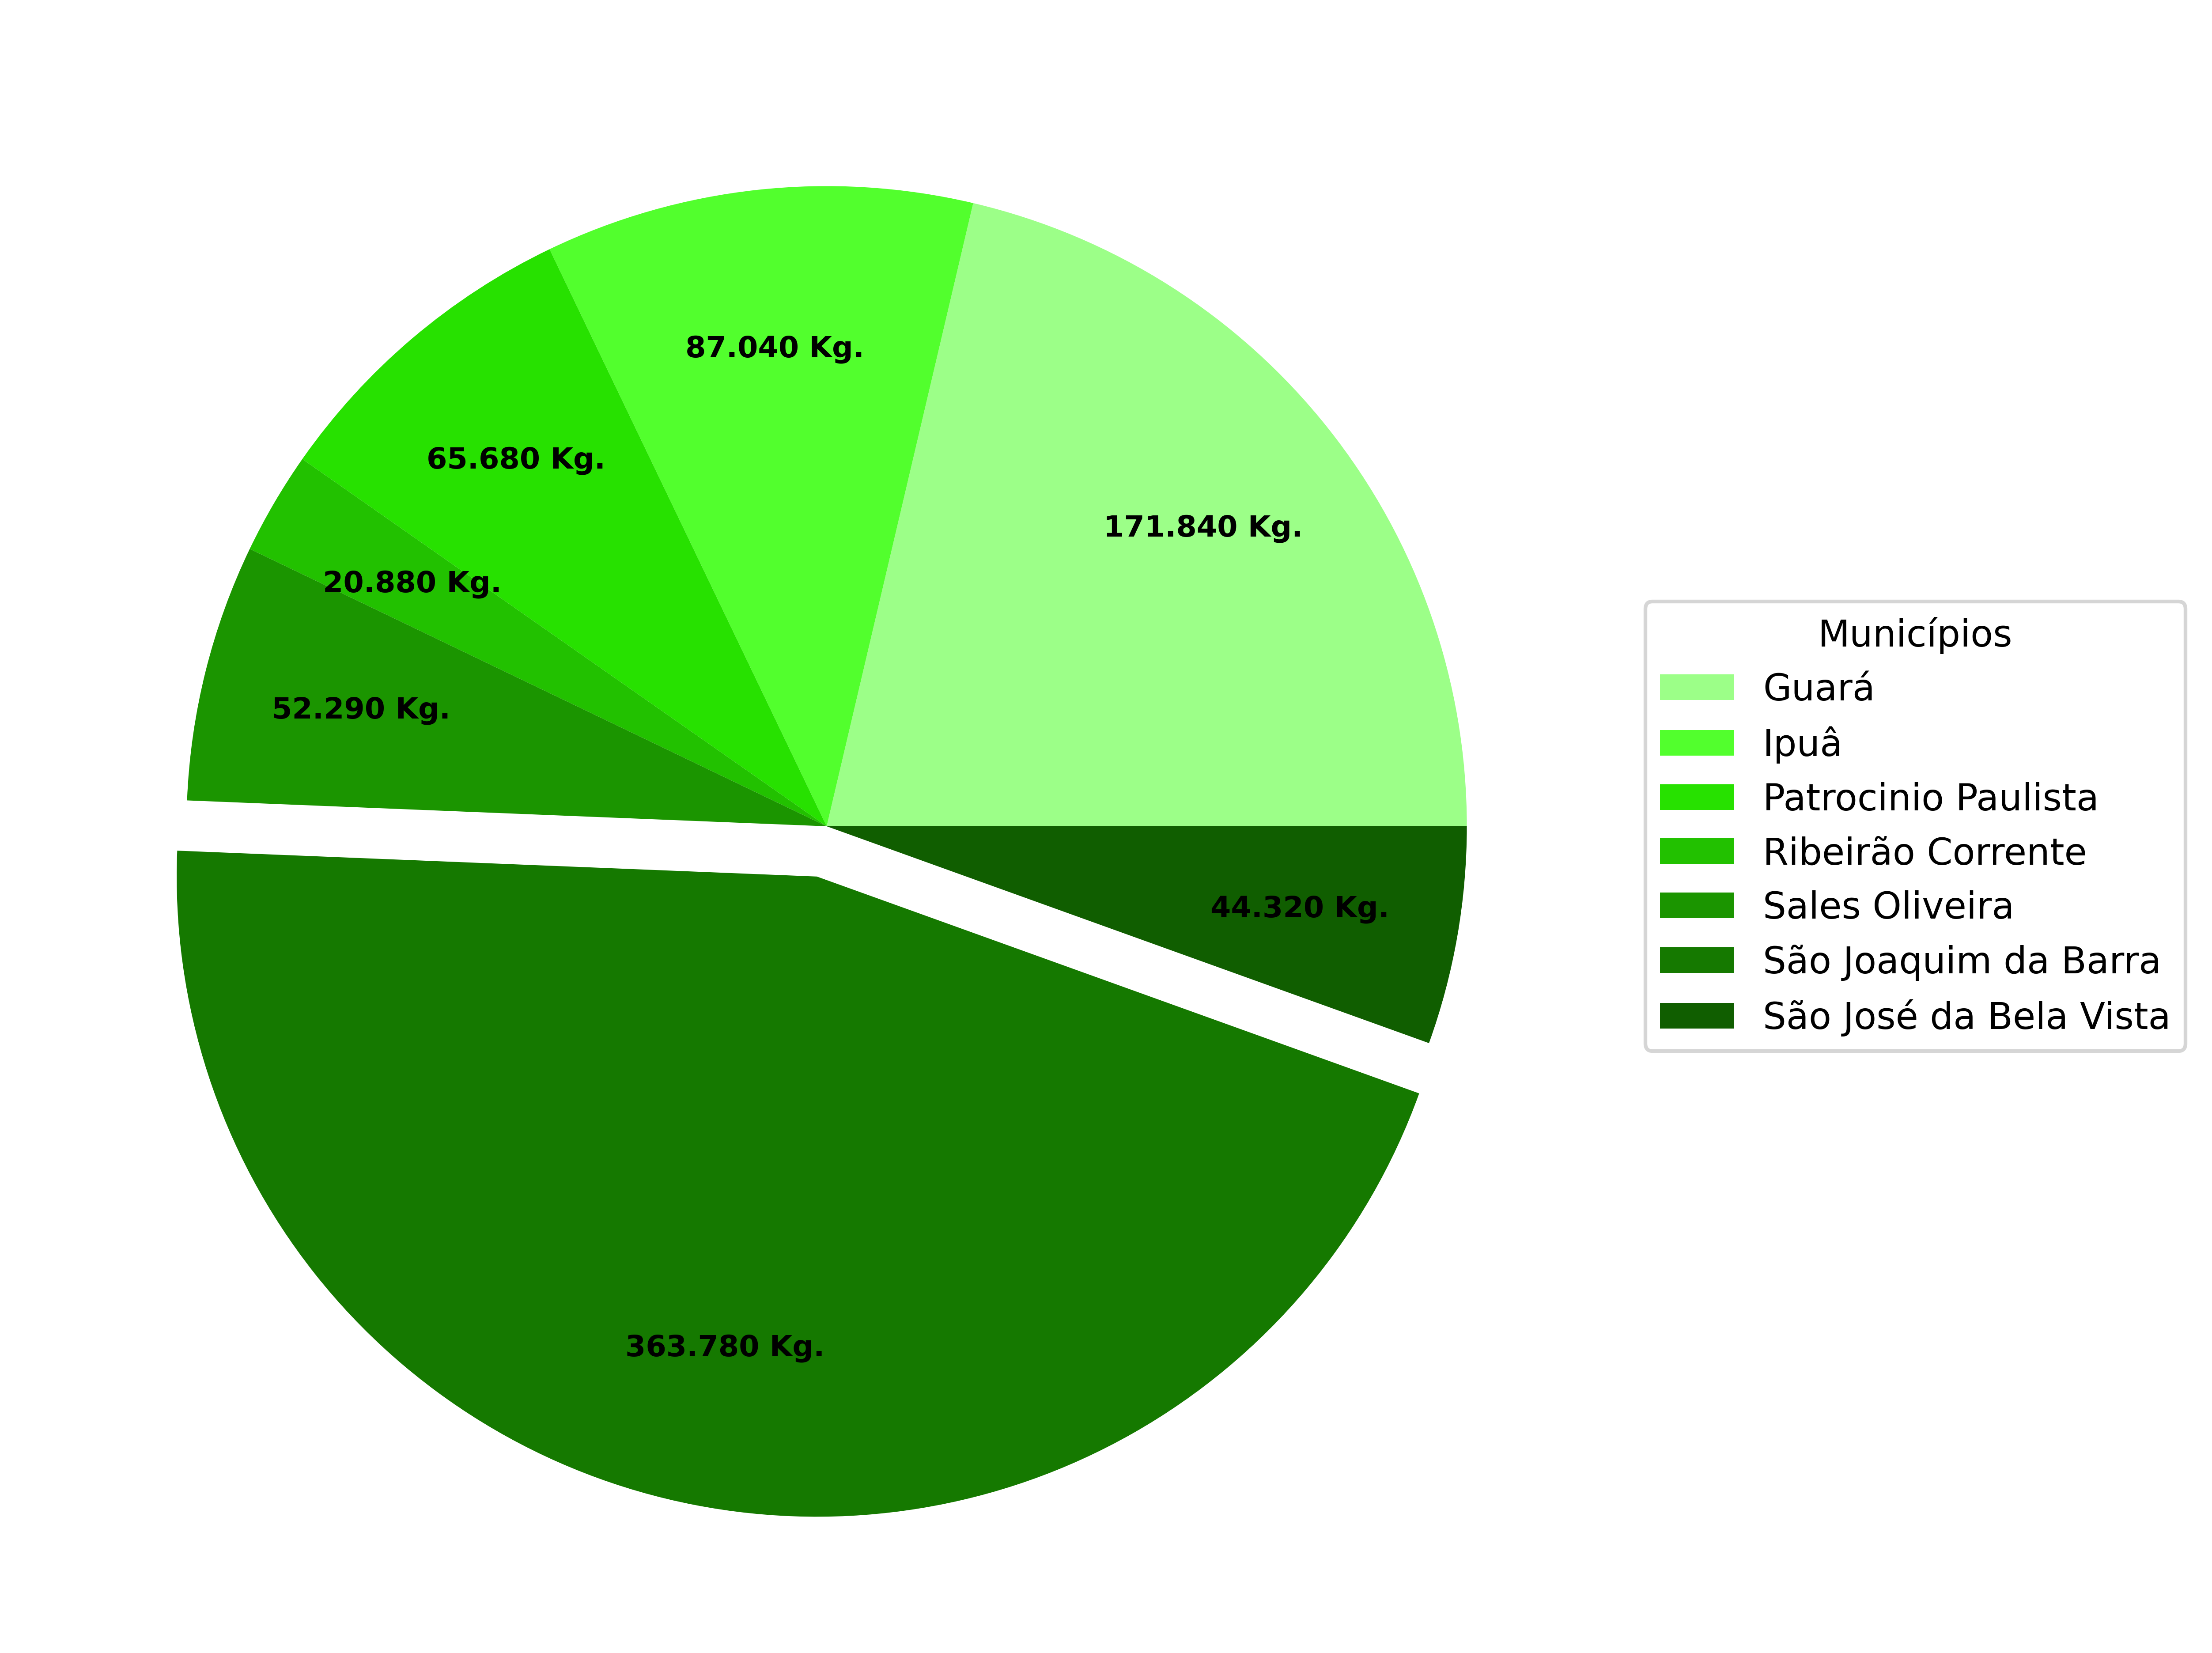 87.040 Kg.
65.680 Kg.
171.840 Kg.
20.880 Kg.
52.290 Kg.
44.320 Kg.
363.780 Kg.
Municípios
Guará
Ipuâ
Patrocinio Paulista
Ribeirão Corrente
Sales Oliveira
São Joaquim da Barra
São José da Bela Vista